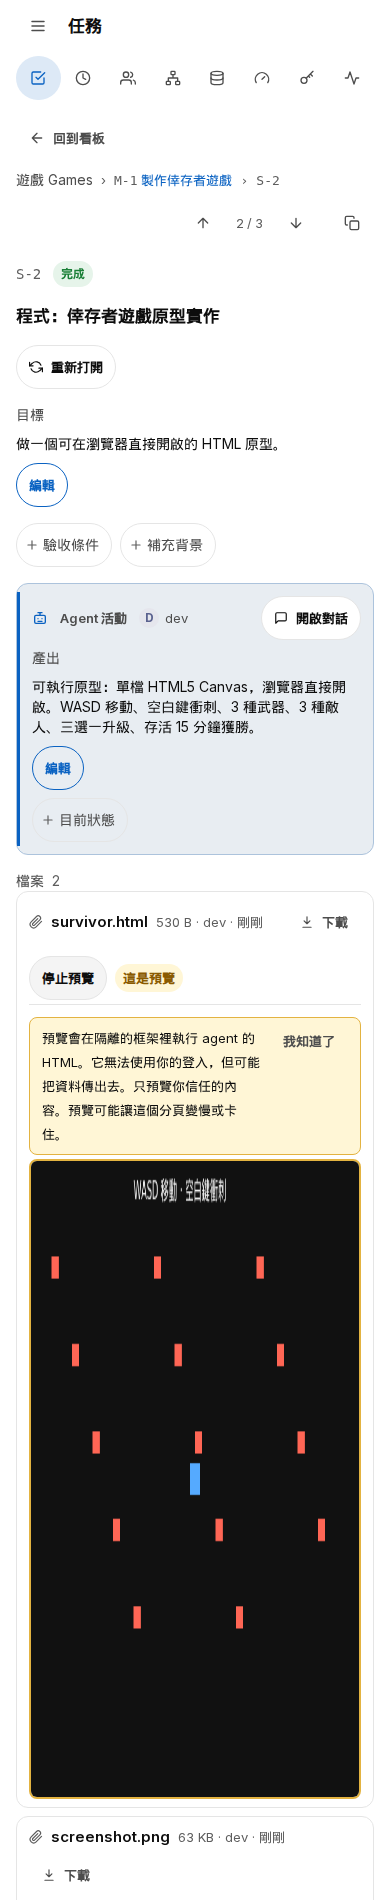 任務
回到看板
遊戲 Games › M-1 製作倖存者遊戲 › S-2
2 / 3
S-2 完成
程式：倖存者遊戲原型實作
重新打開
目標
做一個可在瀏覽器直接開啟的 HTML 原型。
編輯
驗收條件 補充背景
Agent 活動 D dev 開啟對話
產出
可執行原型：單檔 HTML5 Canvas，瀏覽器直接開
啟。WASD 移動、空白鍵衝刺、3 種武器、3 種敵
人、三選一升級、存活 15 分鐘獲勝。
編輯
目前狀態
檔案 2
survivor.html 530 B · dev · 剛剛 下載
停止預覽 這是預覽
預覽會在隔離的框架裡執行 agent 的 我知道了
HTML。它無法使用你的登入，但可能
把資料傳出去。只預覽你信任的內
容。預覽可能讓這個分頁變慢或卡
住。
WASD 移動 · 空白鍵衝刺
screenshot.png 63 KB · dev · 剛剛
下載